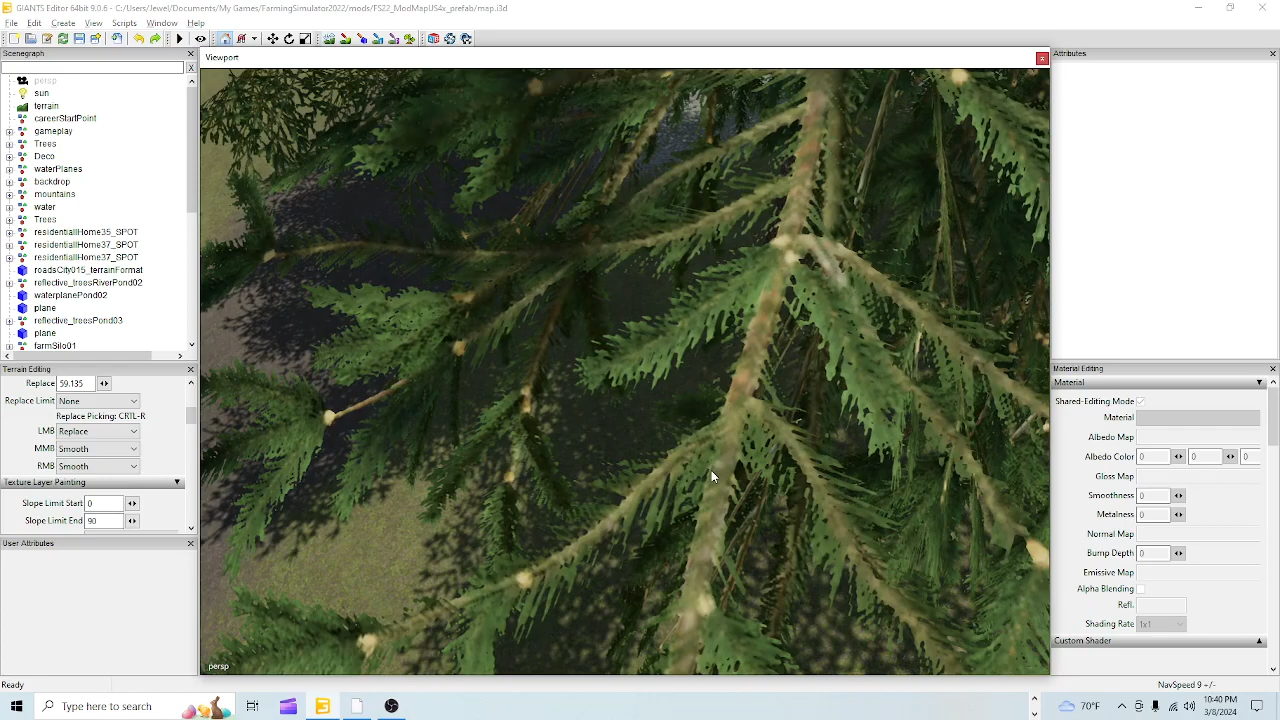 GIANTS Editor 64bit 9.0.6 - C:/Users/Jewel/Documents/My Games/FarmingSimulator2022/mods/FS22_ModMapUS4x_prefab/map.i3d
File Edit Create View Scripts Window Help
Scenegraph
X
persp
sun
terrain
careerStartPoint
gameplay
Trees
Deco
waterPlanes
backdrop
mountains
water
Trees
residentialHome35_SPOT
residentialHome37_SPOT
residentialHome37_SPOT
roadsCity015_terrainFormat
reflective_treesRiverPond02
waterplanePond02
plane
reflective_treesPond03
plane
farmSilo01
Terrain Editing
Replace 59.135
Replace Limit None
Replace Picking: CRTL-R
LMB Replace
MMB Smooth
RMB Smooth
Texture Layer Painting
Slope Limit Start 0
Slope Limit End 90
User Attributes
Viewport
persp
Attributes
Material Editing
Material
Shared-Editing Mode
Material
Albedo Map
Albedo Color 0 0 0
Gloss Map
Smoothness 0
Metalness 0
Normal Map
Bump Depth 0
Emissive Map
Alpha Blending
Refl.
Shading Rate 1x1
Custom Shader
Ready
NavSpeed 9 +/-
Type here to search
70°F
10:40 PM
3/8/2024